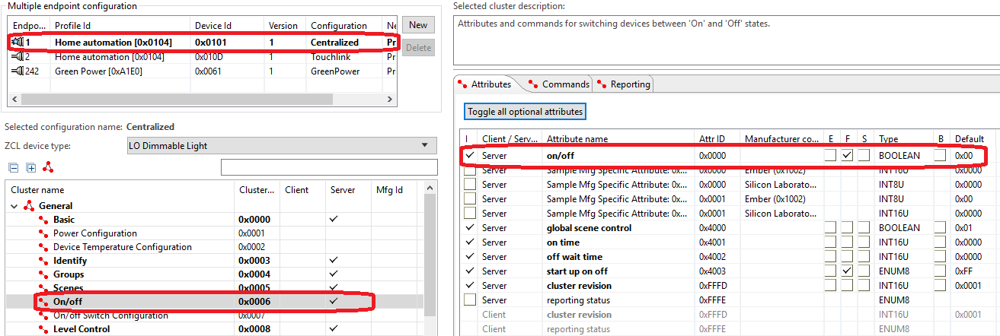 Multiple endpoint configuration
Endpo... Profile Id Device Id Version Configuration Ne
1 Home automation [0x0104] 0x0101 1 Centralized Pr
2 Home automation [0x0104] 0x010D 1 Touchlink Pr
242 Green Power [0xA1E0] 0x0061 1 GreenPower Pr
New
Delete
Selected configuration name: Centralized
ZCL device type: LO Dimmable Light
Cluster name Cluster... Client Server Mfg Id
General
Basic 0x0000
Power Configuration 0x0001
Device Temperature Configuration 0x0002
Identify 0x0003
Groups 0x0004
Scenes 0x0005
On/off 0x0006
On/off Switch Configuration 0x0007
Level Control 0x0008
Selected cluster description:
Attributes and commands for switching devices between 'On' and 'Off' states.
Attributes Commands Reporting
Toggle all optional attributes
I Client / Serv... Attribute name Attr ID Manufacturer co... E F S Type B Default
Server on/off 0x0000 BOOLEAN 0x00
Server Sample Mfg Specific Attribute: 0x... 0x0000 Ember (0x1002) INT16U 0x0000
Server Sample Mfg Specific Attribute: 0x... 0x0000 Silicon Laborato... INT8U 0x0000
Server Sample Mfg Specific Attribute: 0x... 0x0001 Ember (0x1002) INT8U 0x00
Server Sample Mfg Specific Attribute: 0x... 0x0001 Silicon Laborato... INT16U 0x0000
Server global scene control 0x4000 BOOLEAN 0x01
Server on time 0x4001 INT16U 0x0000
Server off wait time 0x4002 INT16U 0x0000
Server start up on off 0x4003 ENUM8 0xFF
Server cluster revision 0xFFFD INT16U 0x0001
Server reporting status 0xFFFE ENUM8
Client cluster revision 0xFFFD INT16U 0x0001
Client reporting status 0xFFFE ENUM8